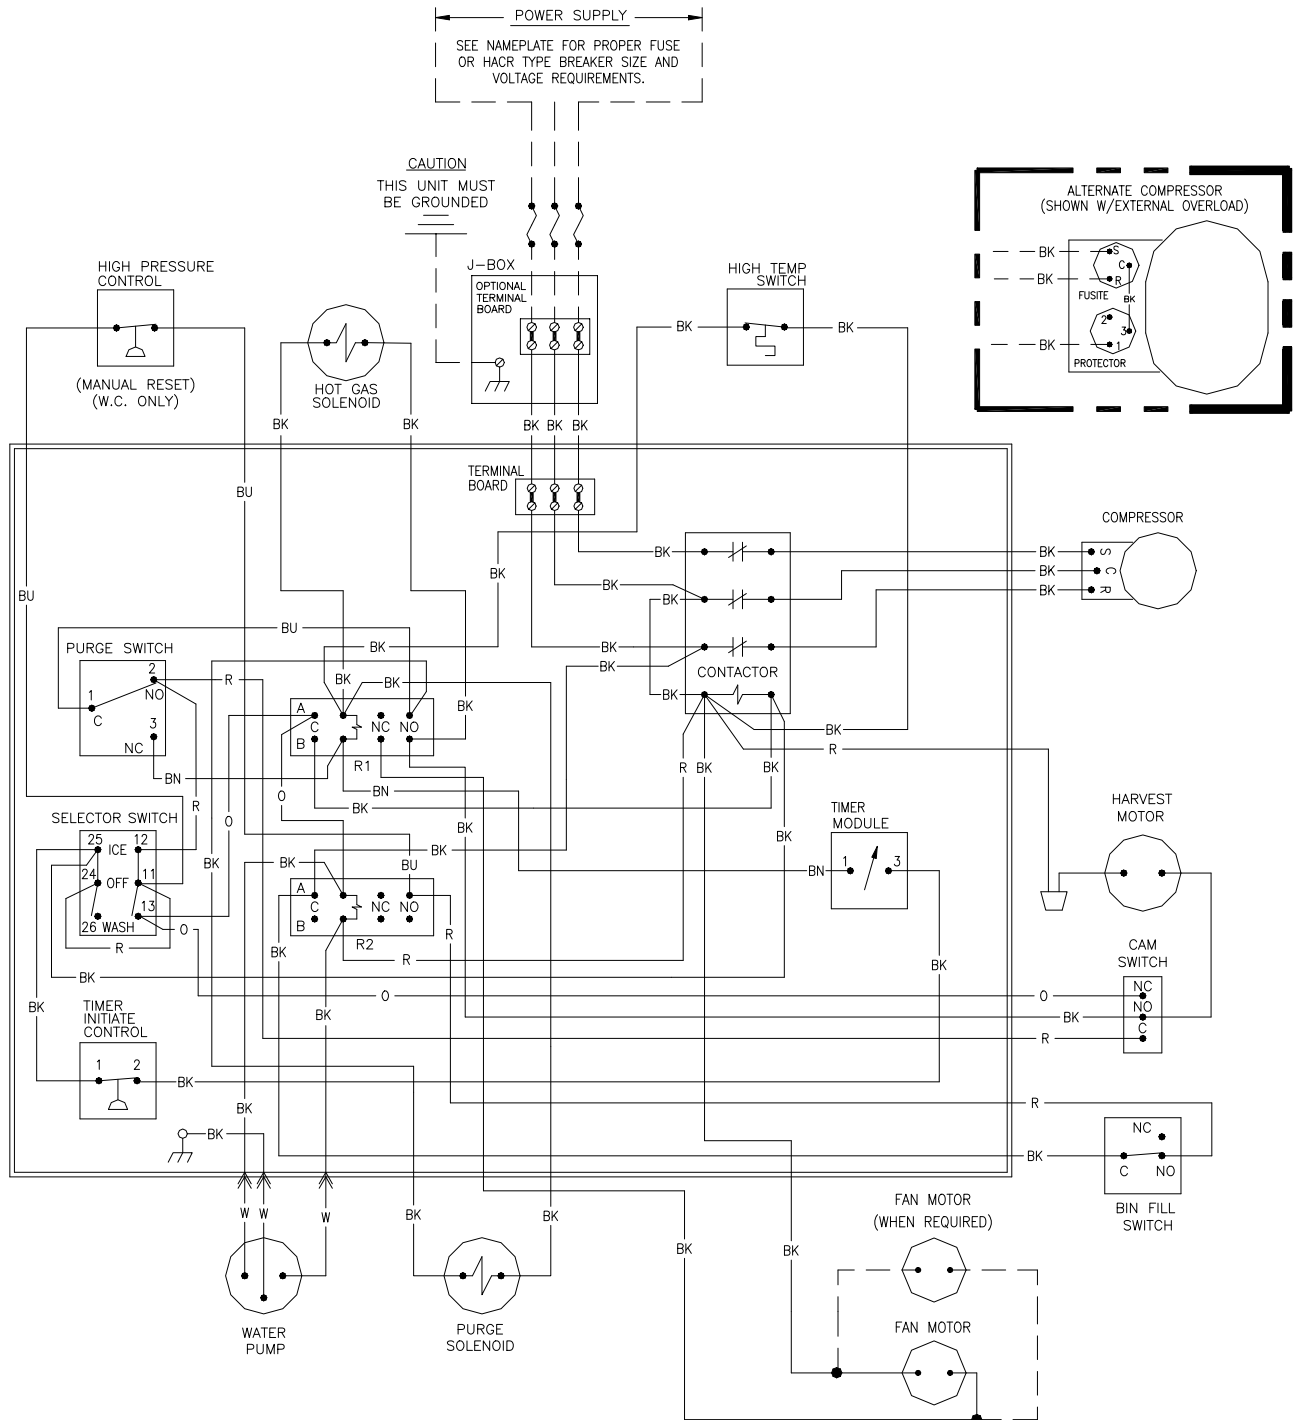 POWER SUPPLY
SEE NAMEPLATE FOR PROPER FUSE
OR HACR TYPE BREAKER SIZE AND
VOLTAGE REQUIREMENTS.
CAUTION
THIS UNIT MUST
BE GROUNDED
ALTERNATE COMPRESSOR
(SHOWN W/EXTERNAL OVERLOAD)
BK S
C
BK R
FUSITE BK
2
3
BK 1
PROTECTOR
J-BOX
OPTIONAL
TERMINAL
BOARD
HIGH PRESSURE
CONTROL
(MANUAL RESET)
(W.C. ONLY)
HOT GAS
SOLENOID
HIGH TEMP
SWITCH
BK BK
BK BK BK BK BK
TERMINAL
BOARD
BU
COMPRESSOR
BK BK S
BK BK BK C
BK BK R
BK
BU
BU
BK BK
BK
CONTACTOR
BK
PURGE SWITCH
2
NO
1
C
3
NC
R
BK BK
BK
A
C NC NO
B
R1
BK
R
R BK BK
BN BN
BK
O
R
O
BK
BK
BK
BK
TIMER
MODULE
1 3
BN
HARVEST
MOTOR
SELECTOR SWITCH
25 ICE 12
24 OFF 11
13
26 WASH
O
R
BK
BK BU
A
C NC NO
B
R2
R
BK
R
BK
BK
BK
O O
BK
R
CAM
SWITCH
NC
NO
C
TIMER
INITIATE
CONTROL
1 2
BK
BK
BK
R
BK
NC
C NO
BIN FILL
SWITCH
W W W
BK BK
BK BK
WATER
PUMP
PURGE
SOLENOID
FAN MOTOR
(WHEN REQUIRED)
FAN MOTOR